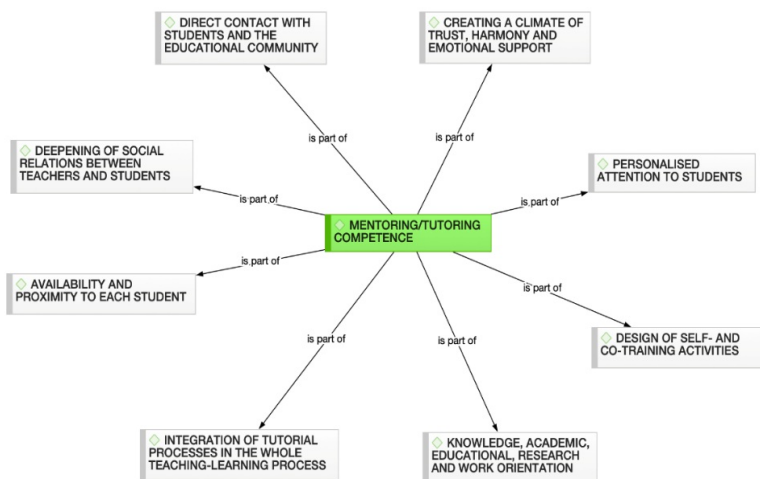 DIRECT CONTACT WITH
STUDENTS AND THE
EDUCATIONAL COMMUNITY
CREATING A CLIMATE OF
TRUST, HARMONY AND
EMOTIONAL SUPPORT
is part of
is part of
DEEPENING OF SOCIAL
RELATIONS BETWEEN
TEACHERS AND STUDENTS
PERSONALISED
ATTENTION TO STUDENTS
is part of
is part of
MENTORING/TUTORING
COMPETENCE
is part of
AVAILABILITY AND
PROXIMITY TO EACH STUDENT
is part of
DESIGN OF SELF- AND
CO-TRAINING ACTIVITIES
is part of
is part of
INTEGRATION OF TUTORIAL
PROCESSES IN THE WHOLE
TEACHING-LEARNING PROCESS
KNOWLEDGE, ACADEMIC,
EDUCATIONAL, RESEARCH
AND WORK ORIENTATION